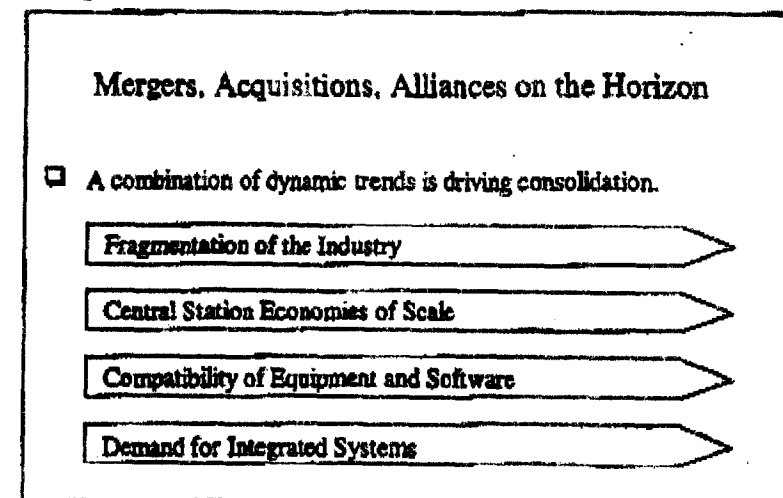 Mergers, Acquisitions, Alliances on the Horizon
A combination of dynamic trends is driving consolidation.
Fragmentation of the Industry
Central Station Economies of Scale
Compatibility of Equipment and Software
Demand for Integrated Systems